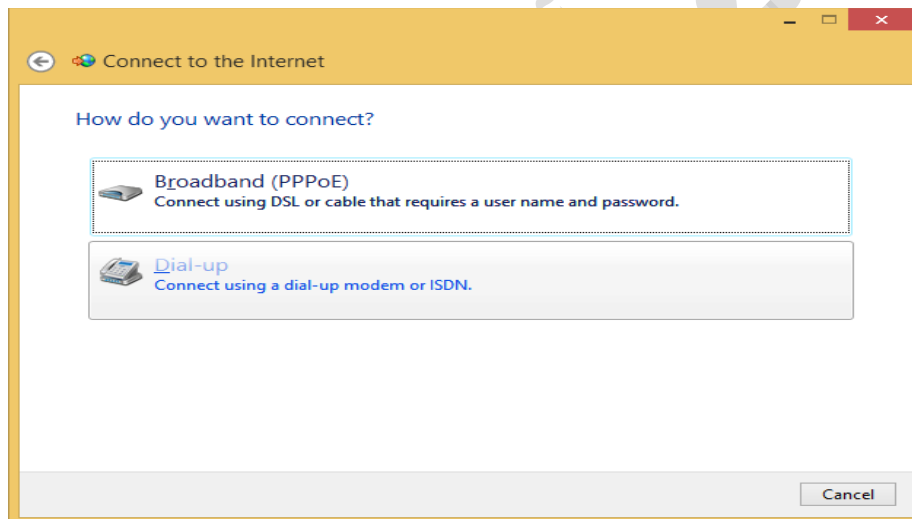 Connect to the Internet
How do you want to connect?
Broadband (PPPoE)
Connect using DSL or cable that requires a user name and password.
Dial-up
Connect using a dial-up modem or ISDN.
Cancel